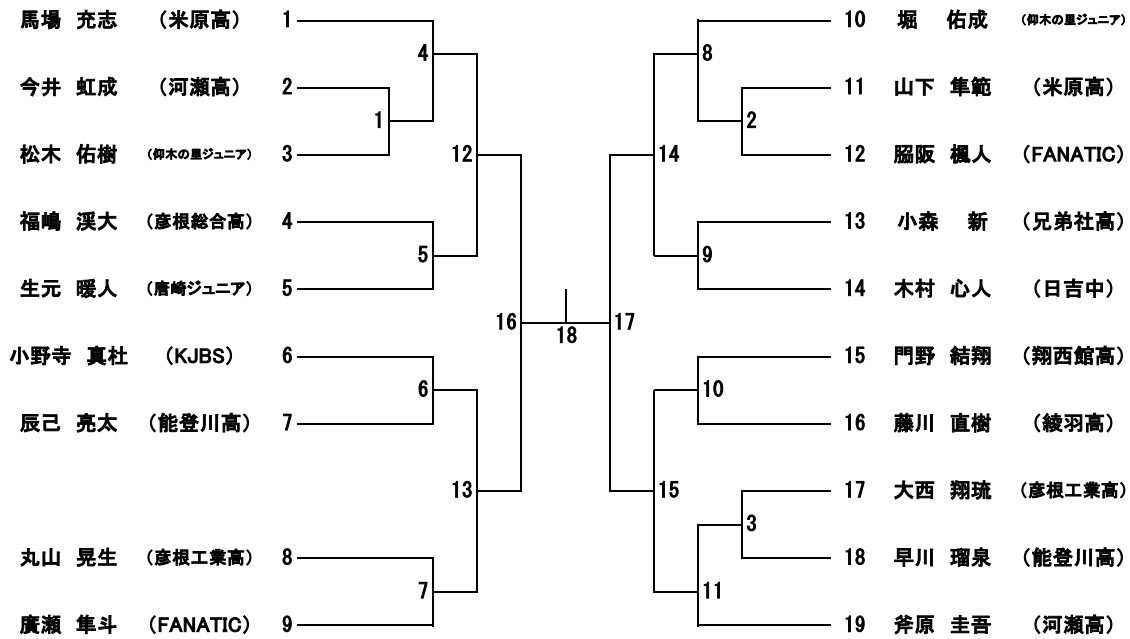 馬場 充志 (米原高) 1
4
今井 虹成 (河瀬高) 2
1
松木 佑樹 (仰木の里ジュニア) 3
12
福嶋 渓大 (彦根総合高) 4
5
生元 暖人 (唐崎ジュニア) 5
16
小野寺 真杜 (KJBS) 6
6
辰己 亮太 (能登川高) 7
13
丸山 晃生 (彦根工業高) 8
7
廣瀬 隼斗 (FANATIC) 9
18
10 堀 佑成 (仰木の里ジュニア)
8
11 山下 隼範 (米原高)
2
12 脇阪 楓人 (FANATIC)
14
13 小森 新 (兄弟社高)
9
14 木村 心人 (日吉中)
17
15 門野 結翔 (翔西館高)
10
16 藤川 直樹 (綾羽高)
15
17 大西 翔琉 (彦根工業高)
3
18 早川 瑠泉 (能登川高)
11
19 斧原 圭吾 (河瀬高)